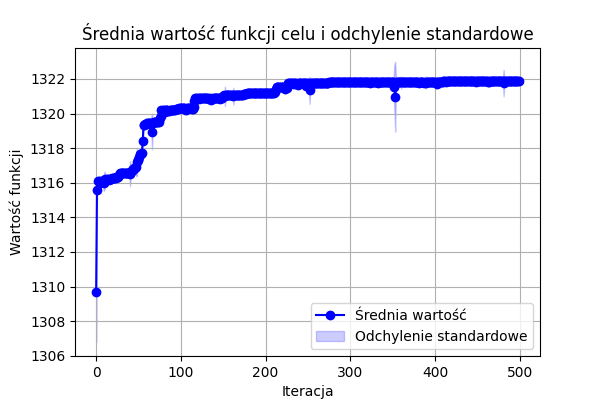 Średnia wartość funkcji celu i odchylenie standardowe
Wartość funkcji
1322
1320
1318
1316
1314
1312
1310
1308
1306
0 100 200 300 400 500
Iteracja
Średnia wartość
Odchylenie standardowe